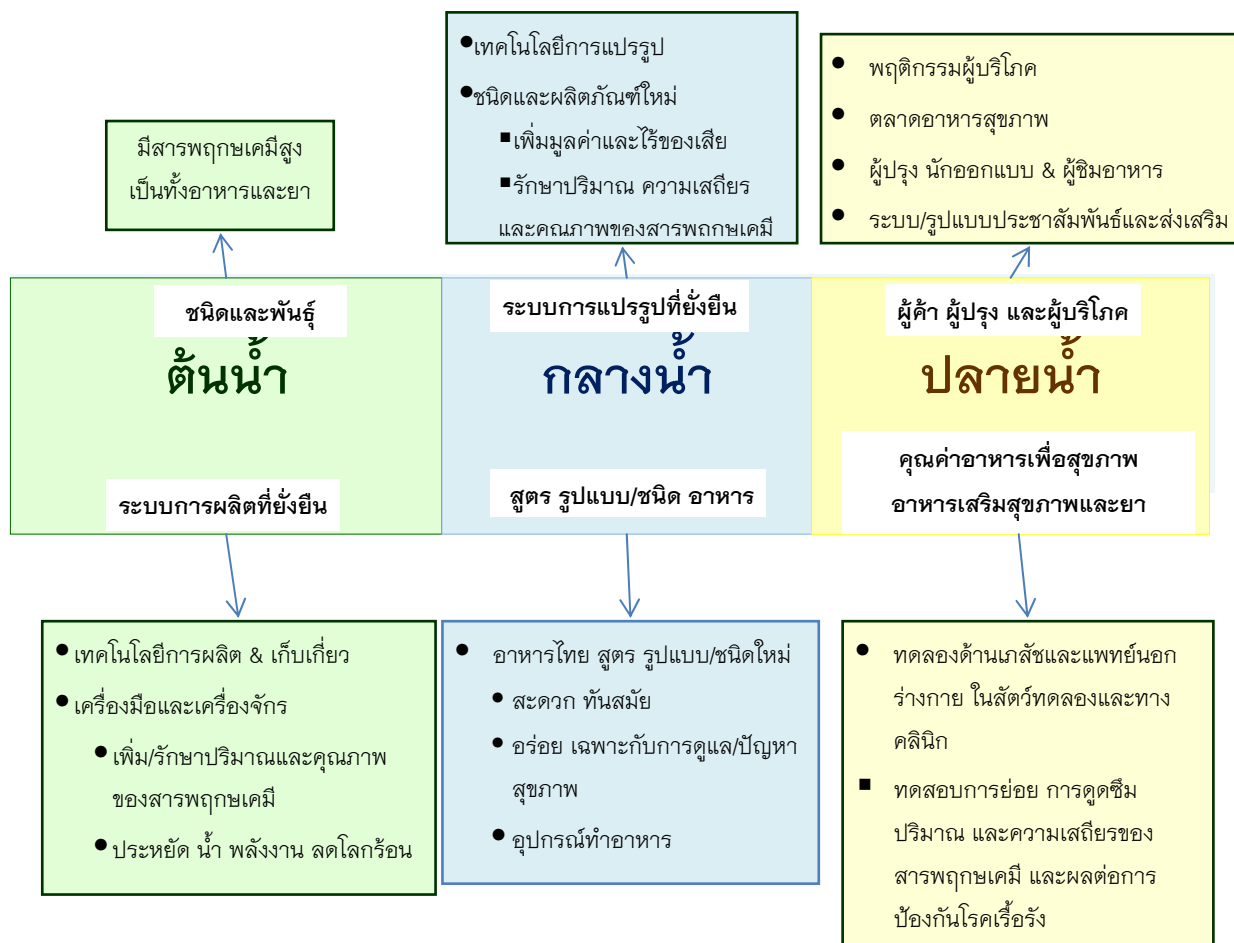 มีสารพฤกษเคมีสูง
เป็นทั้งอาหารและยา
●เทคโนโลยีการแปรรูป
●ชนิดและผลิตภัณฑ์ใหม่
■เพิ่มมูลค่าและไร้ของเสีย
■รักษาปริมาณ ความเสถียร
และคุณภาพของสารพฤกษเคมี
● พฤติกรรมผู้บริโภค
● ตลาดอาหารสุขภาพ
● ผู้ปรุง นักออกแบบ & ผู้ชิมอาหาร
● ระบบ/รูปแบบประชาสัมพันธ์และส่งเสริม
ชนิดและพันธุ์
ต้นน้ำ
ระบบการผลิตที่ยั่งยืน
ระบบการแปรรูปที่ยั่งยืน
กลางน้ำ
สูตร รูปแบบ/ชนิด อาหาร
ผู้ค้า ผู้ปรุง และผู้บริโภค
ปลายน้ำ
คุณค่าอาหารเพื่อสุขภาพ
อาหารเสริมสุขภาพและยา
● เทคโนโลยีการผลิต & เก็บเกี่ยว
● เครื่องมือและเครื่องจักร
● เพิ่ม/รักษาปริมาณและคุณภาพ
ของสารพฤกษเคมี
● ประหยัด น้ำ พลังงาน ลดโลกร้อน
● อาหารไทย สูตร รูปแบบ/ชนิดใหม่
● สะดวก ทันสมัย
● อร่อย เฉพาะกับการดูแล/ปัญหา
สุขภาพ
● อุปกรณ์ทำอาหาร
● ทดลองด้านเภสัชและแพทย์นอก
ร่างกาย ในสัตว์ทดลองและทาง
คลินิก
■ ทดสอบการย่อย การดูดซึม
ปริมาณ และความเสถียรของ
สารพฤกษเคมี และผลต่อการ
ป้องกันโรคเรื้อรัง